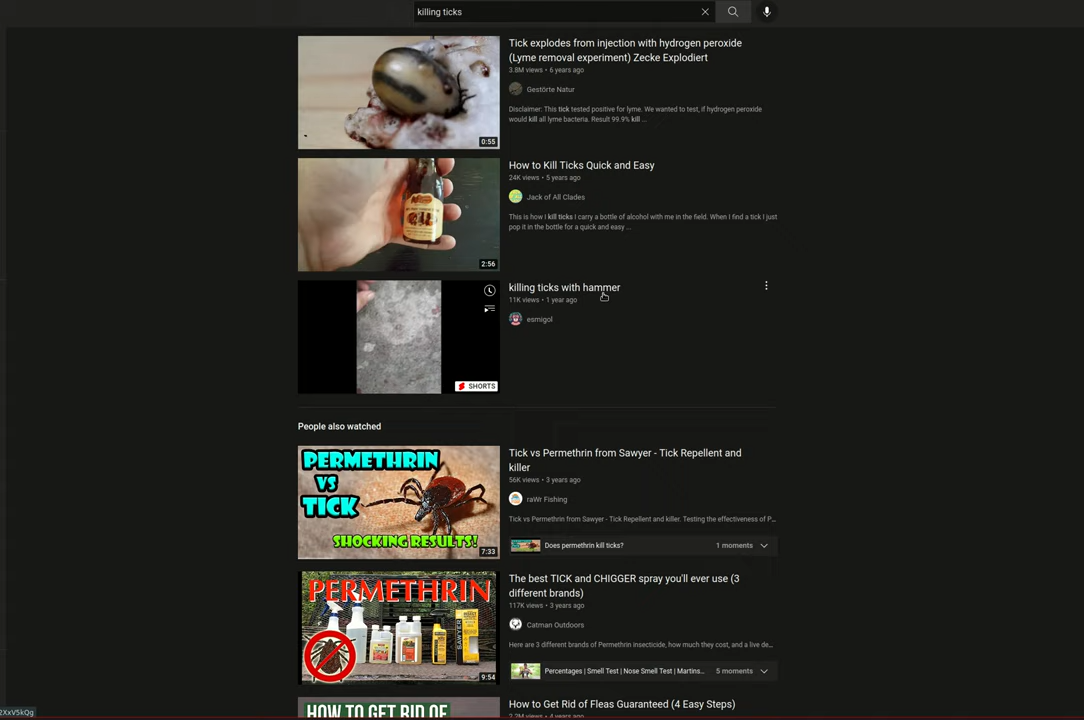 killing ticks
Tick explodes from injection with hydrogen peroxide
(Lyme removal experiment) Zecke Explodiert
3.8M views • 6 years ago
Gestörte Natur
Disclaimer: This tick tested positive for lyme. We wanted to test, if hydrogen peroxide
would kill all lyme bacteria. Result 99.9% kill ...
0:55
How to Kill Ticks Quick and Easy
24K views • 5 years ago
Jack of All Clades
This is how I kill ticks I carry a bottle of alcohol with me in the field. When I find a tick I just
pop it in the bottle for a quick and easy ...
2:56
killing ticks with hammer
11K views • 1 year ago
esmigol
SHORTS
People also watched
PERMETHRIN
VS
TICK
SHOCKING RESULTS!
7:33
Tick vs Permethrin from Sawyer - Tick Repellent and
killer
56K views • 3 years ago
raWr Fishing
Tick vs Permethrin from Sawyer - Tick Repellent and killer. Testing the effectiveness of P...
Does permethrin kill ticks?
1 moments
PERMETHRIN
9:54
The best TICK and CHIGGER spray you'll ever use (3
different brands)
117K views • 3 years ago
Catman Outdoors
Here are 3 different brands of Permethrin insecticide, how much they cost, and a live de...
Percentages | Smell Test | Nose Smell Test | Martins...
5 moments
HOW TO GET RID OF
How to Get Rid of Fleas Guaranteed (4 Easy Steps)
2.2M views • 4 years ago
2XxV5kQg